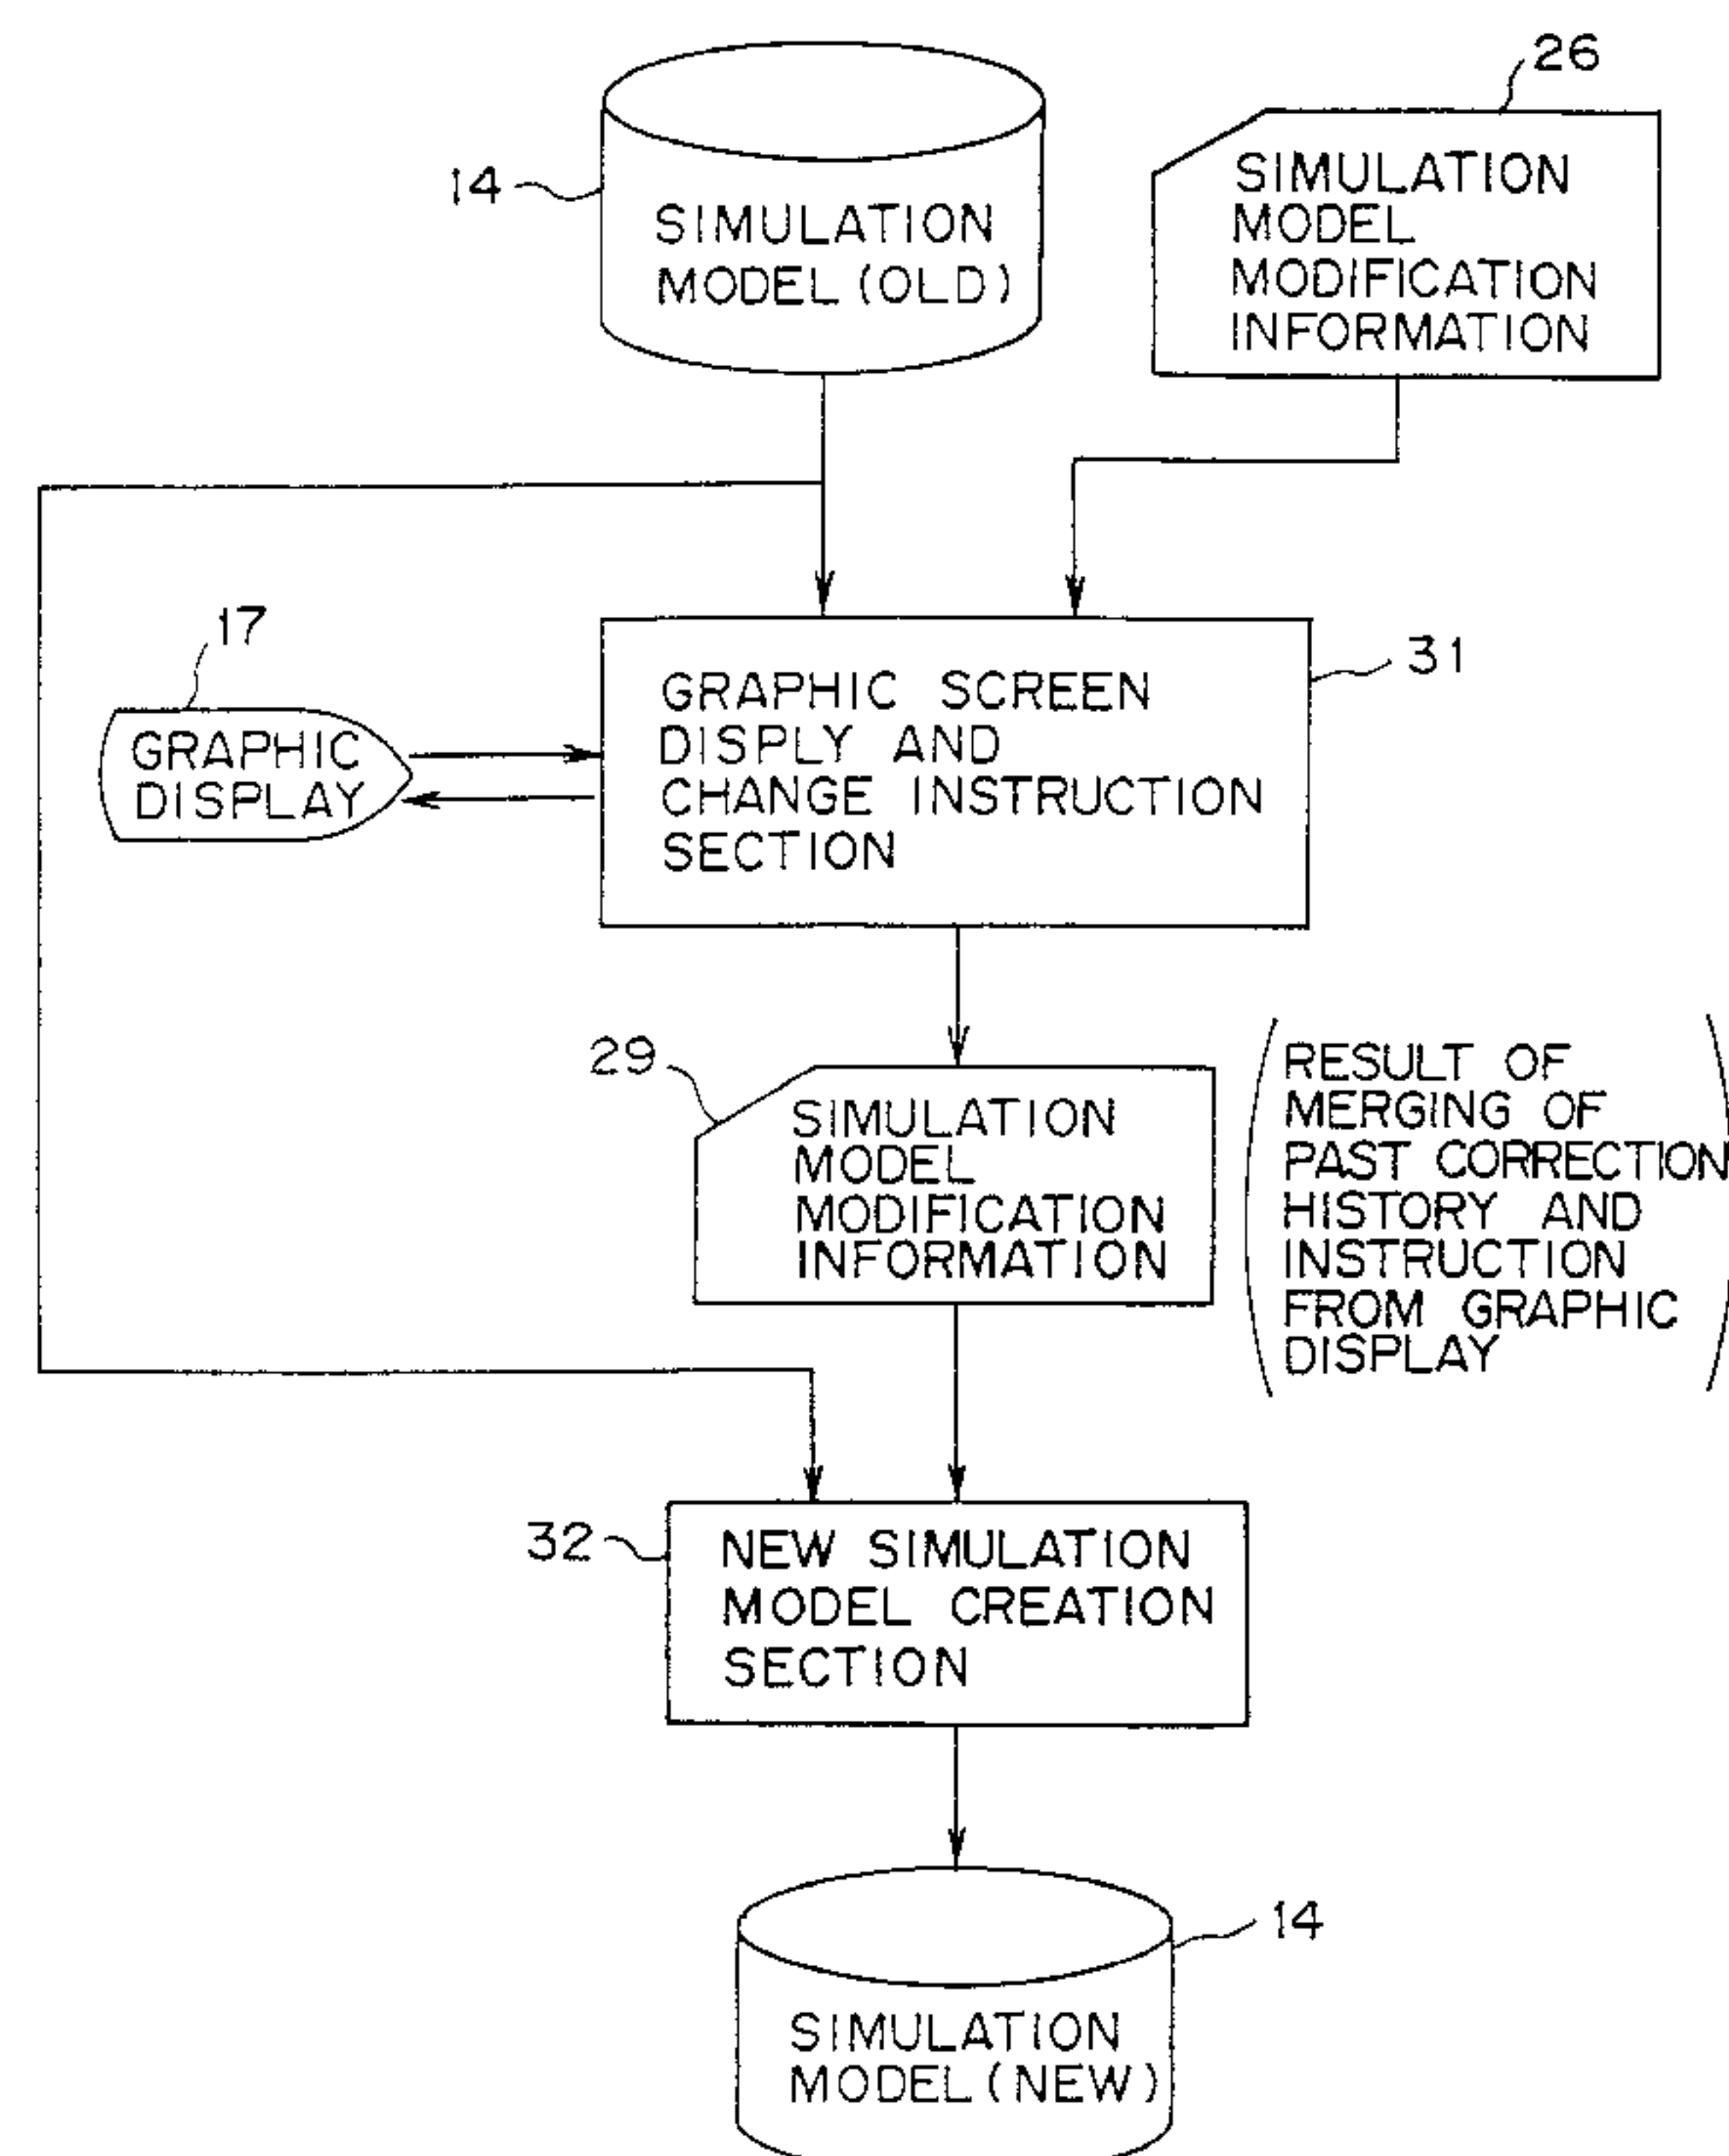 26
14
SIMULATION
MODEL (OLD)
SIMULATION
MODEL
MODIFICATION
INFORMATION
17
31
GRAPHIC
DISPLAY
GRAPHIC SCREEN
DISPLY AND
CHANGE INSTRUCTION
SECTION
29
SIMULATION
MODEL
MODIFICATION
INFORMATION
RESULT OF
MERGING OF
PAST CORRECTION
HISTORY AND
INSTRUCTION
FROM GRAPHIC
DISPLAY
32
NEW SIMULATION
MODEL CREATION
SECTION
14
SIMULATION
MODEL (NEW)